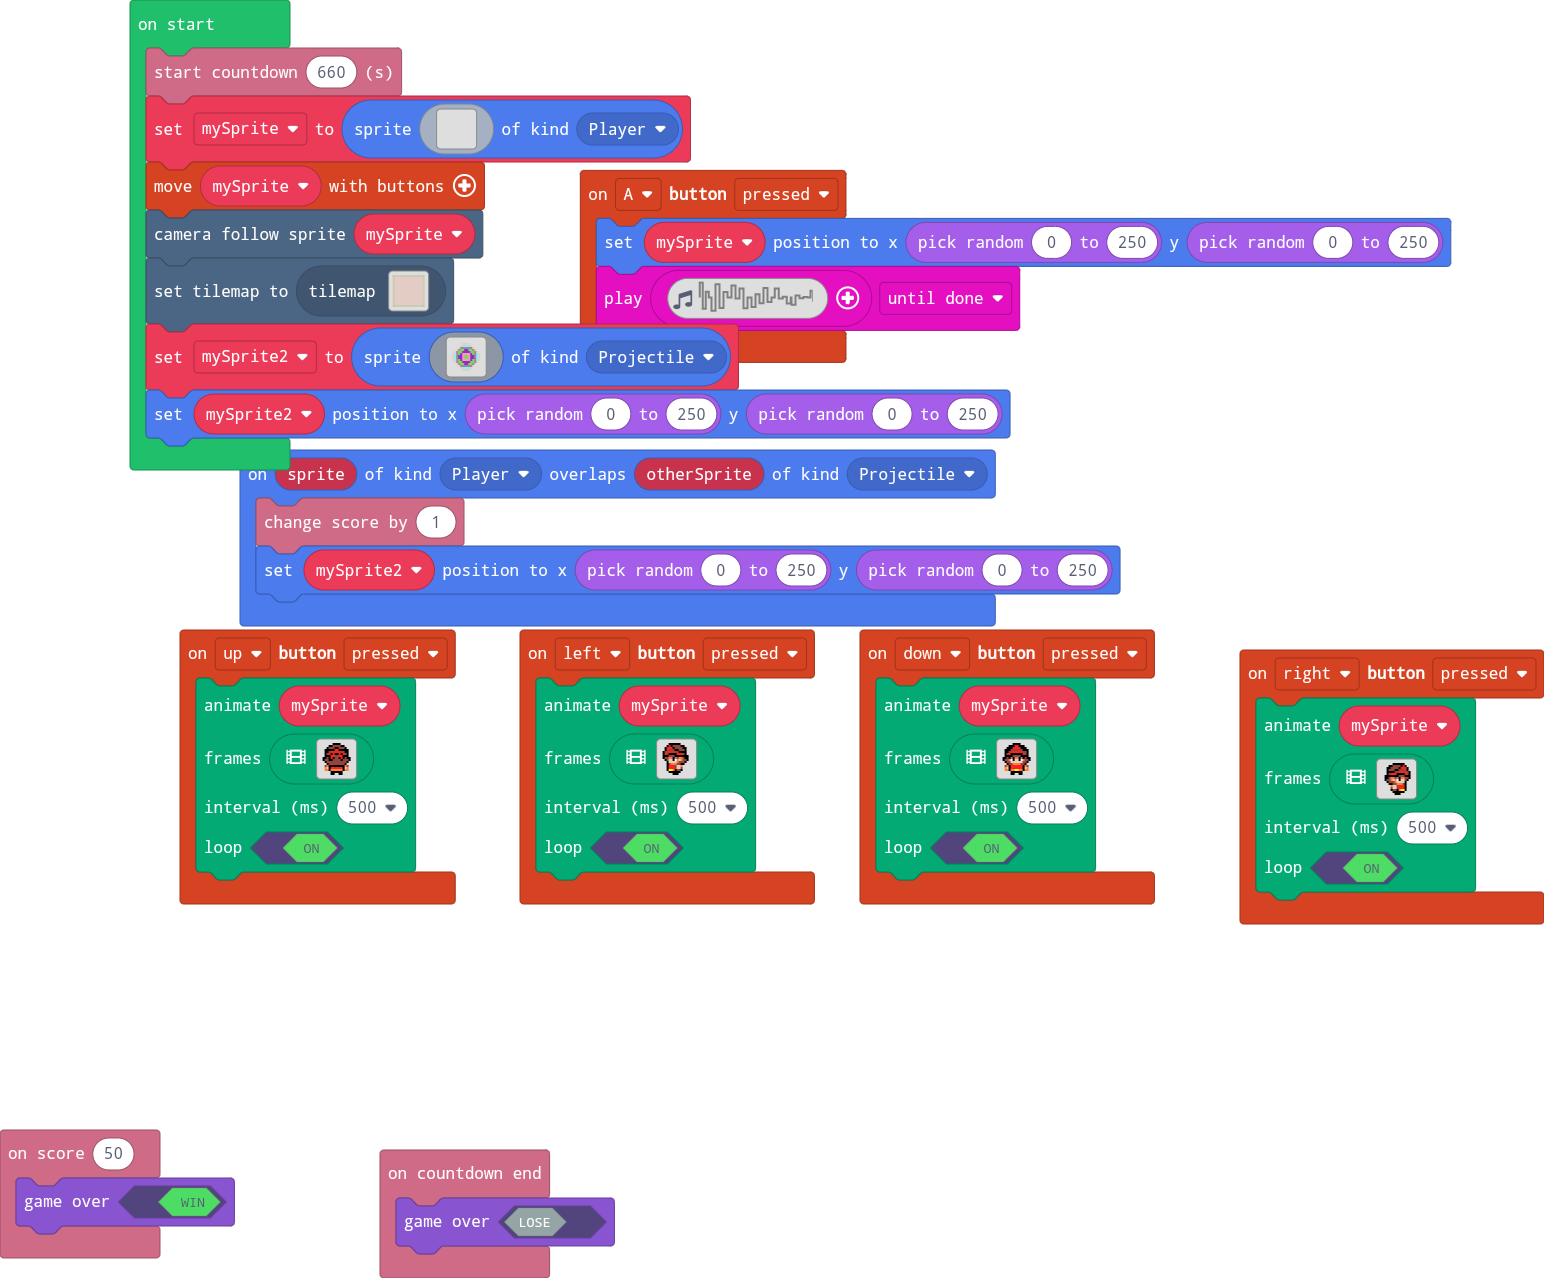 on start
start countdown 660 (s)
set mySprite to sprite of kind Player
move mySprite with buttons
camera follow sprite mySprite
set tilemap to tilemap
set mySprite2 to sprite of kind Projectile
set mySprite2 position to x pick random 0 to 250 y pick random 0 to 250
on A button pressed
set mySprite position to x pick random 0 to 250 y pick random 0 to 250
play until done
on sprite of kind Player overlaps otherSprite of kind Projectile
change score by 1
set mySprite2 position to x pick random 0 to 250 y pick random 0 to 250
on up button pressed
animate mySprite
frames
interval (ms) 500
loop ON
on left button pressed
animate mySprite
frames
interval (ms) 500
loop ON
on down button pressed
animate mySprite
frames
interval (ms) 500
loop ON
on right button pressed
animate mySprite
frames
interval (ms) 500
loop ON
on score 50
game over WIN
on countdown end
game over LOSE